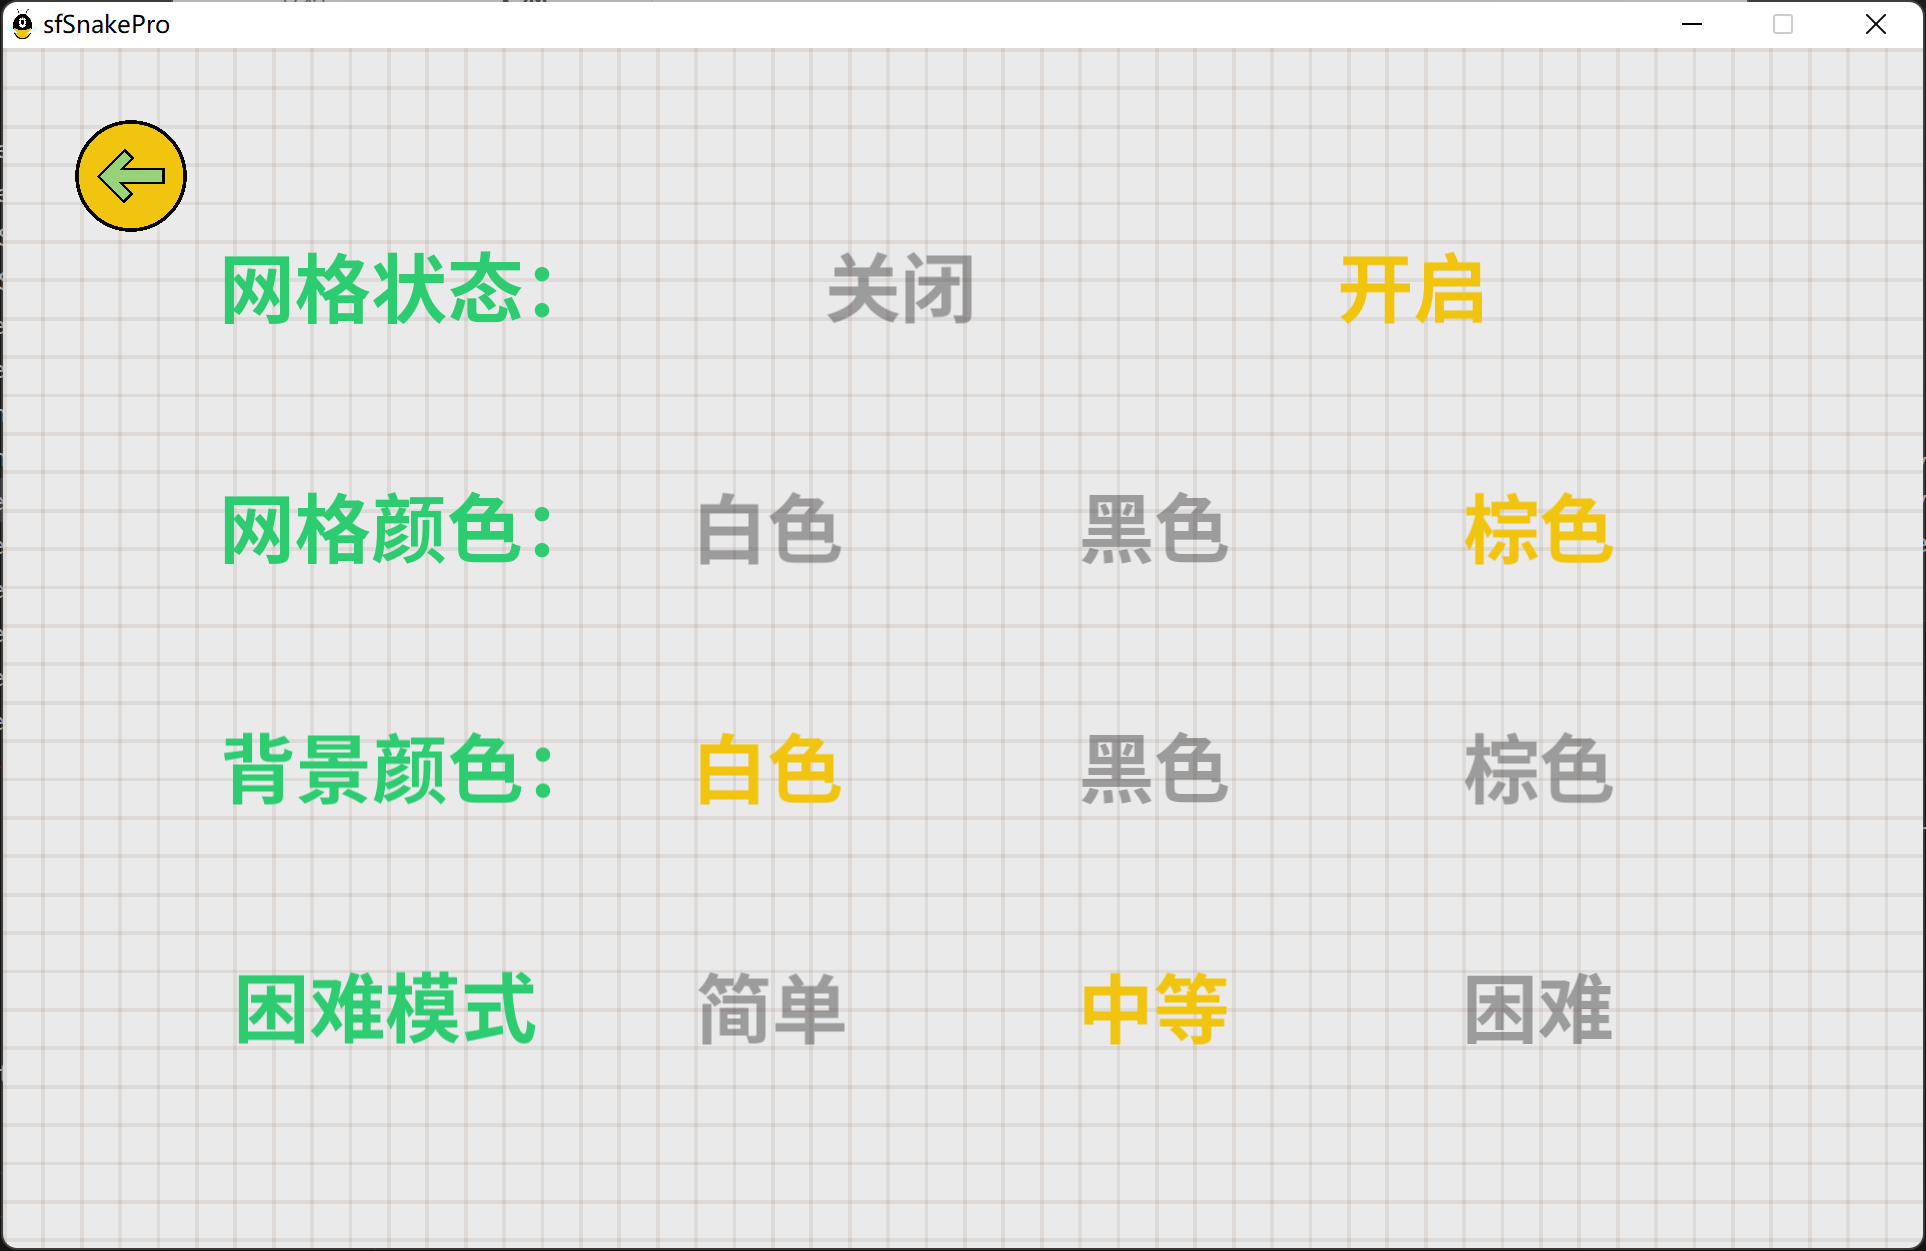 sfSnakePro
网格状态： 关闭 开启
网格颜色： 白色 黑色 棕色
背景颜色： 白色 黑色 棕色
困难模式 简单 中等 困难